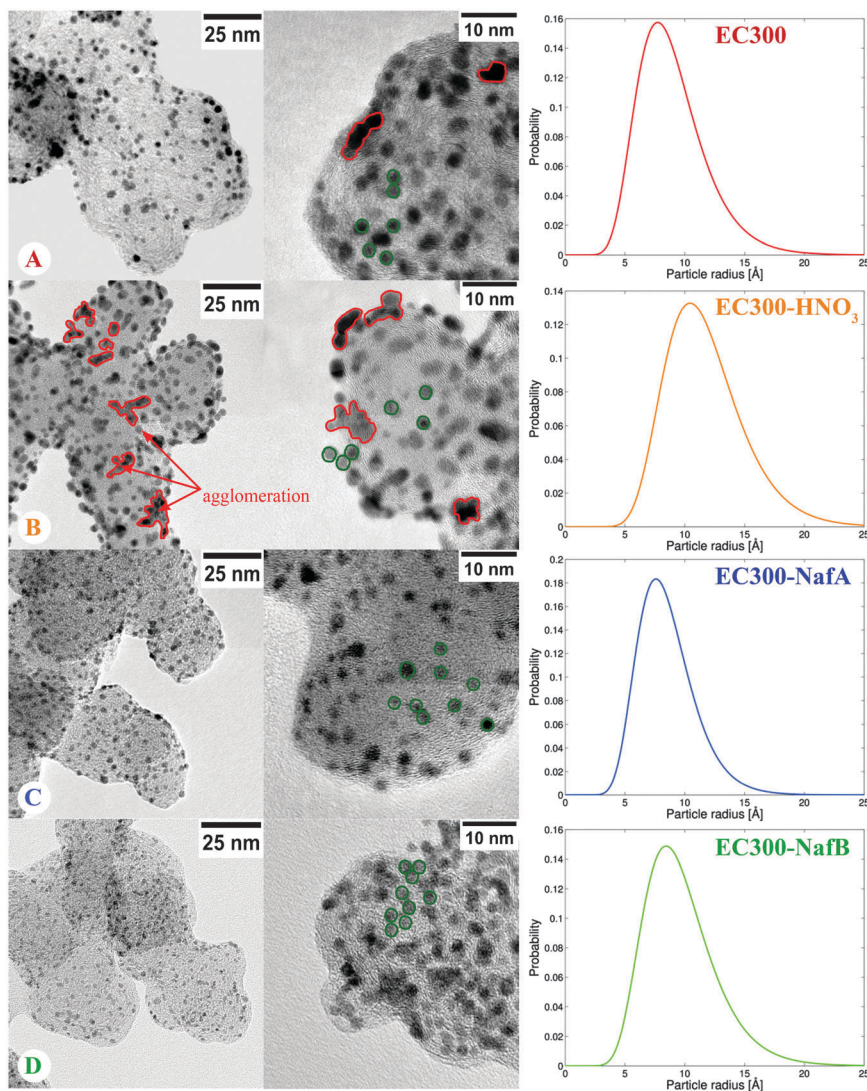 25 nm
10 nm
A
EC300
0.16
0.14
0.12
0.1
0.08
0.06
0.04
0.02
0
Probability
0 5 10 15 20 25
Particle radius [Å]
25 nm
10 nm
agglomeration
B
EC300-HNO₃
0.14
0.12
0.1
0.08
0.06
0.04
0.02
0
Probability
0 5 10 15 20 25
Particle radius [Å]
25 nm
10 nm
C
EC300-NafA
0.2
0.18
0.16
0.14
0.12
0.1
0.08
0.06
0.04
0.02
0
Probability
0 5 10 15 20 25
Particle radius [Å]
25 nm
10 nm
D
EC300-NafB
0.16
0.14
0.12
0.1
0.08
0.06
0.04
0.02
0
Probability
0 5 10 15 20 25
Particle radius [Å]